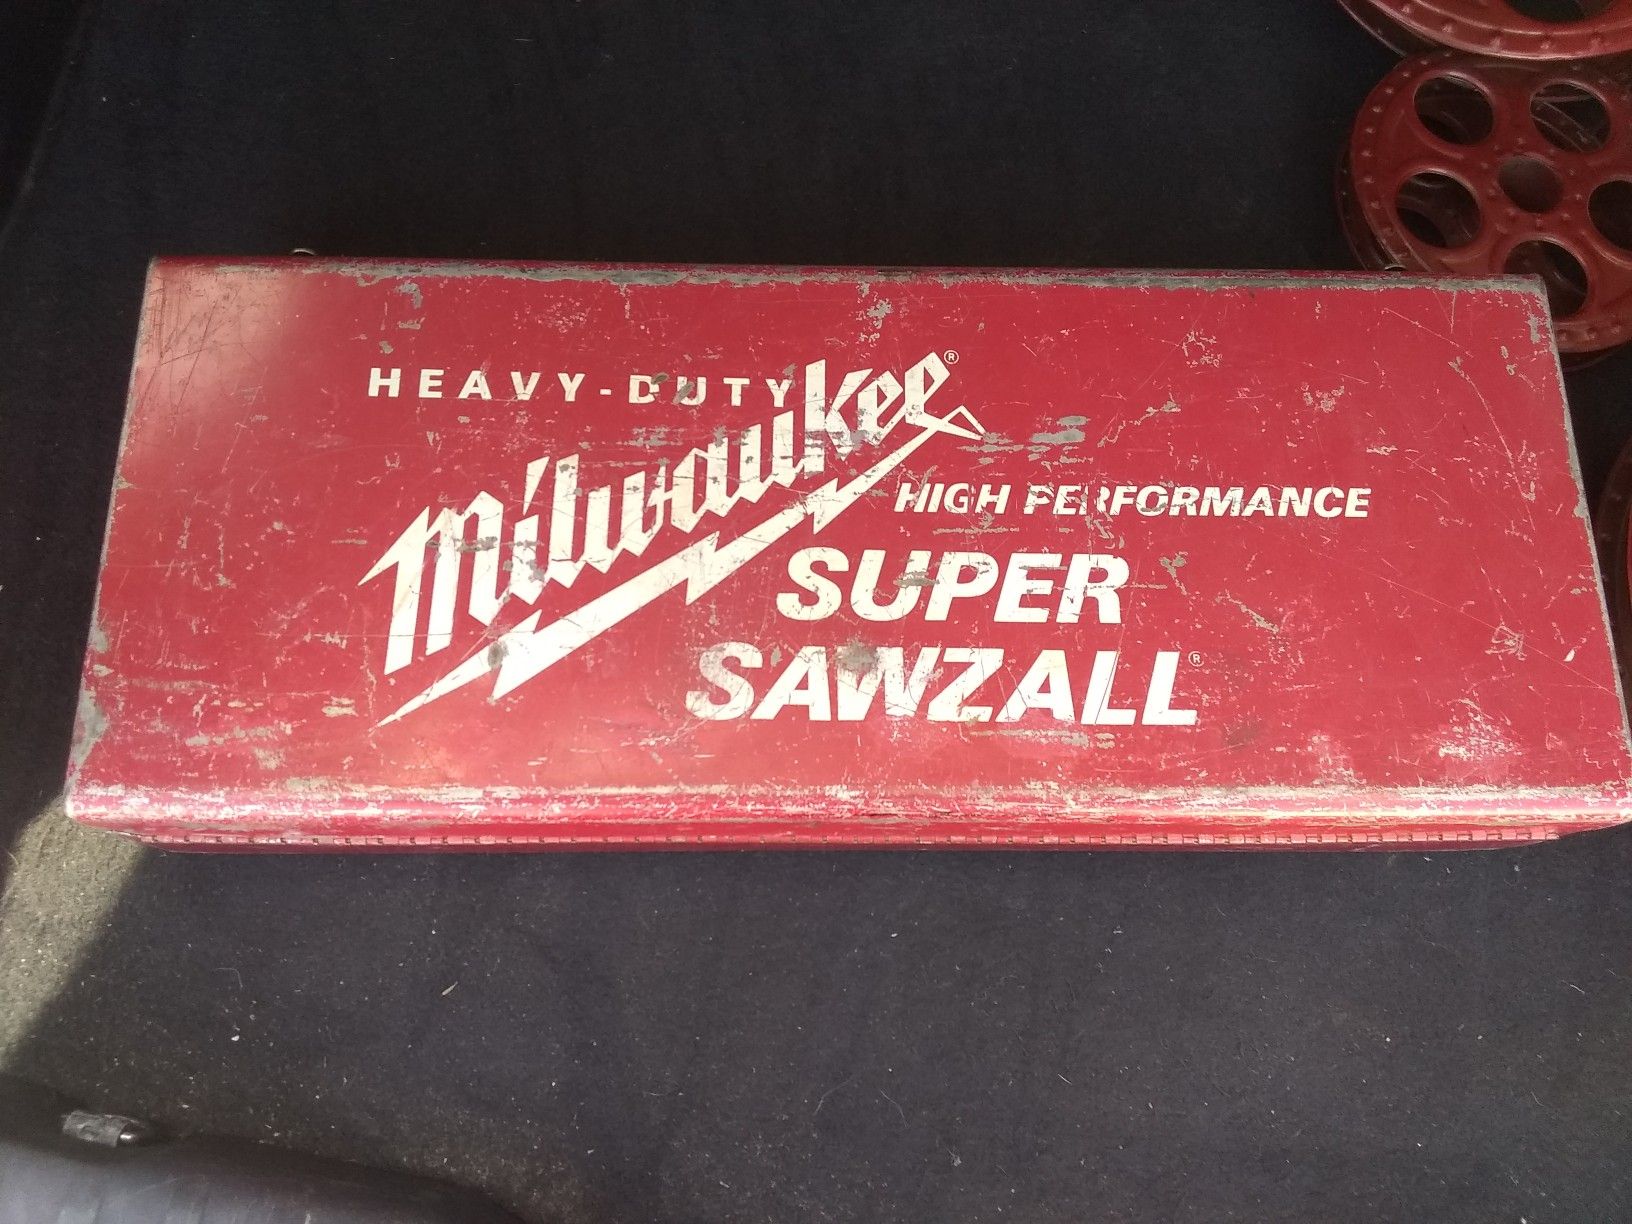 HEAVY-DUTY
Milwaukee®
HIGH PERFORMANCE
SUPER
SAWZALL®